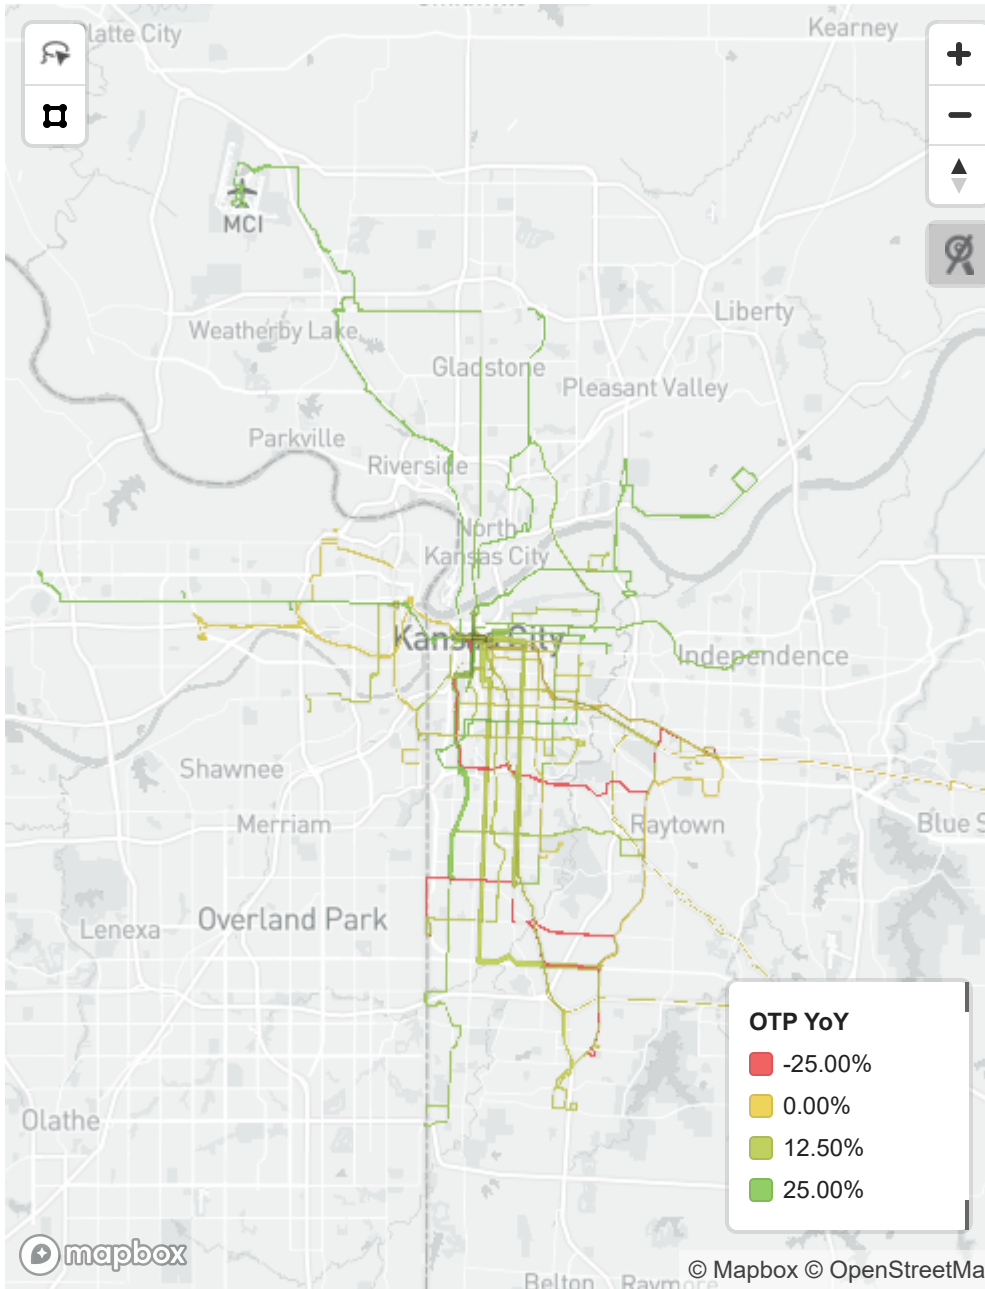 Platte City
Kearney
MCI
Weatherby Lake
Liberty
Gladstone
Pleasant Valley
Parkville
Riverside
North
Kansas City
Kansas City
Independence
Shawnee
Merriam
Raytown
Blue S
Overland Park
Lenexa
OTP YoY
-25.00%
0.00%
12.50%
25.00%
Olathe
mapbox
© Mapbox © OpenStreetMa
Belton
Raymore